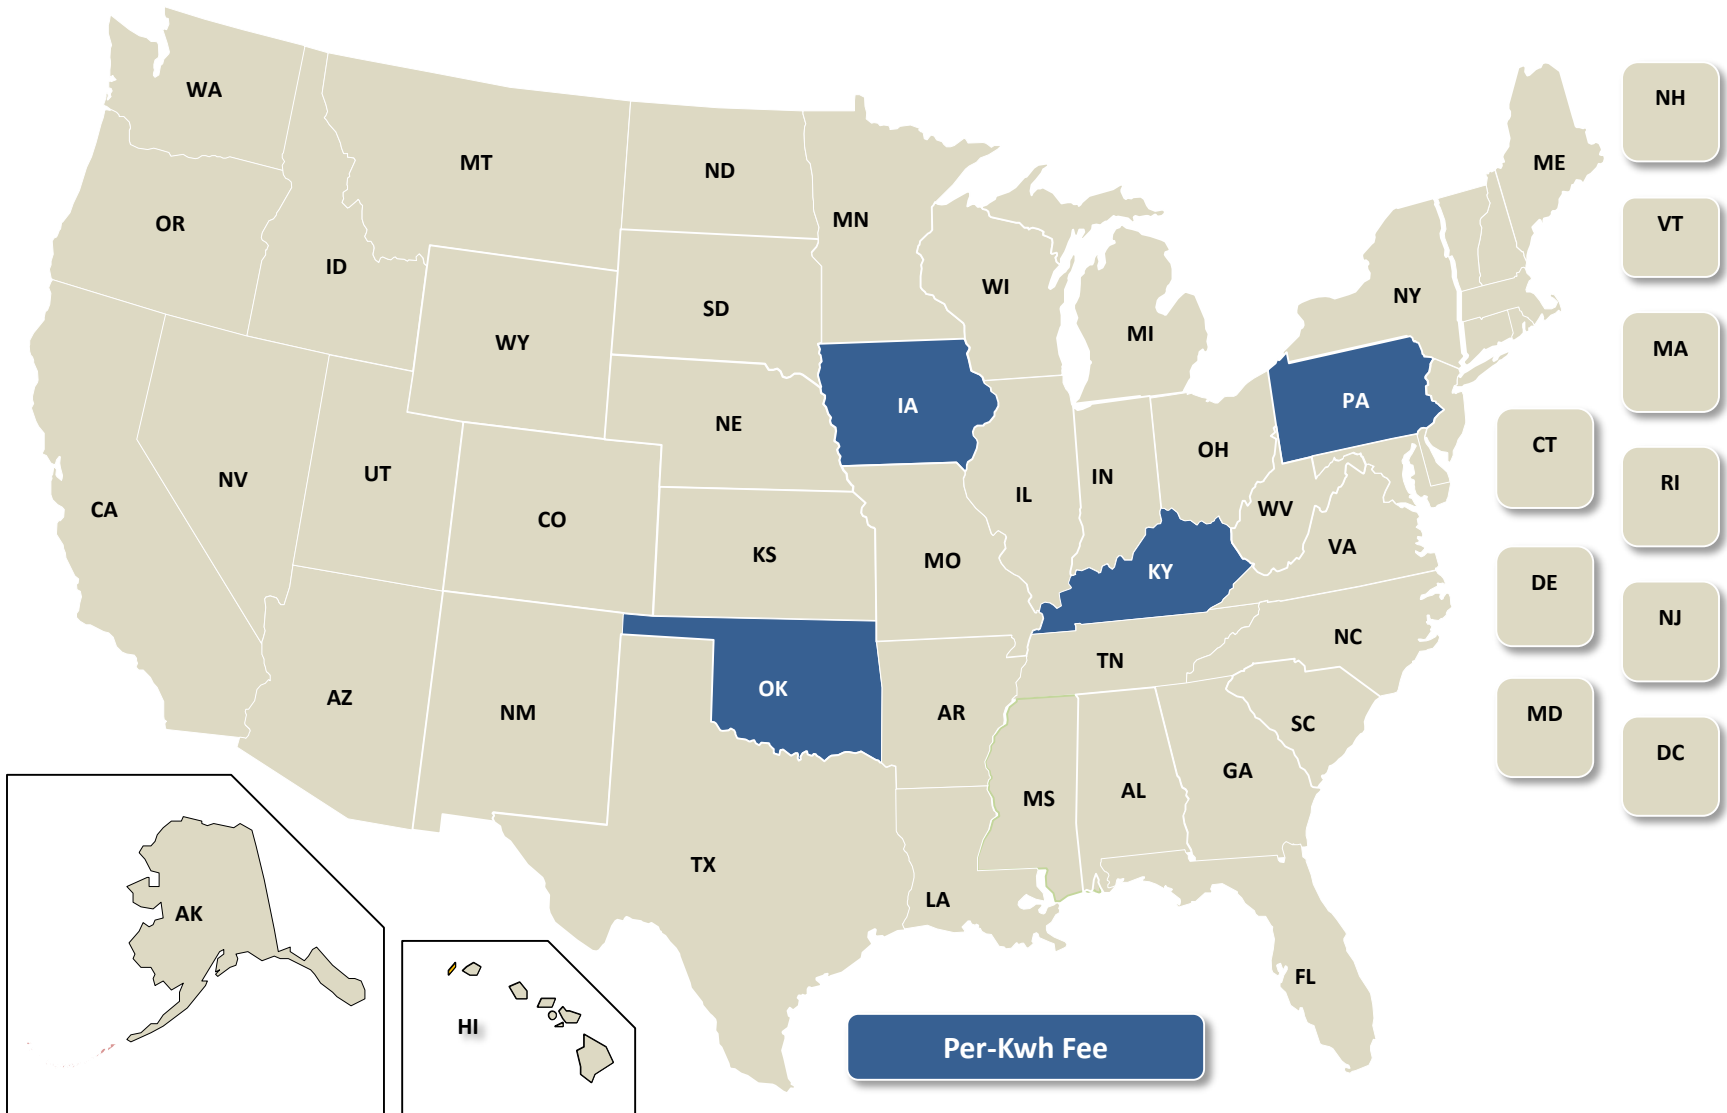 WA
NH
MT
ME
ND
MN
OR
VT
ID
WI
NY
SD
MI
WY
MA
IA
PA
NE
CT
OH
UT
NV
IN
RI
IL
CA
WV
CO
VA
KS
MO
KY
DE
NJ
NC
TN
OK
AZ
NM
AR
MD
SC
DC
GA
AL
MS
TX
LA
AK
FL
HI
Per-Kwh Fee